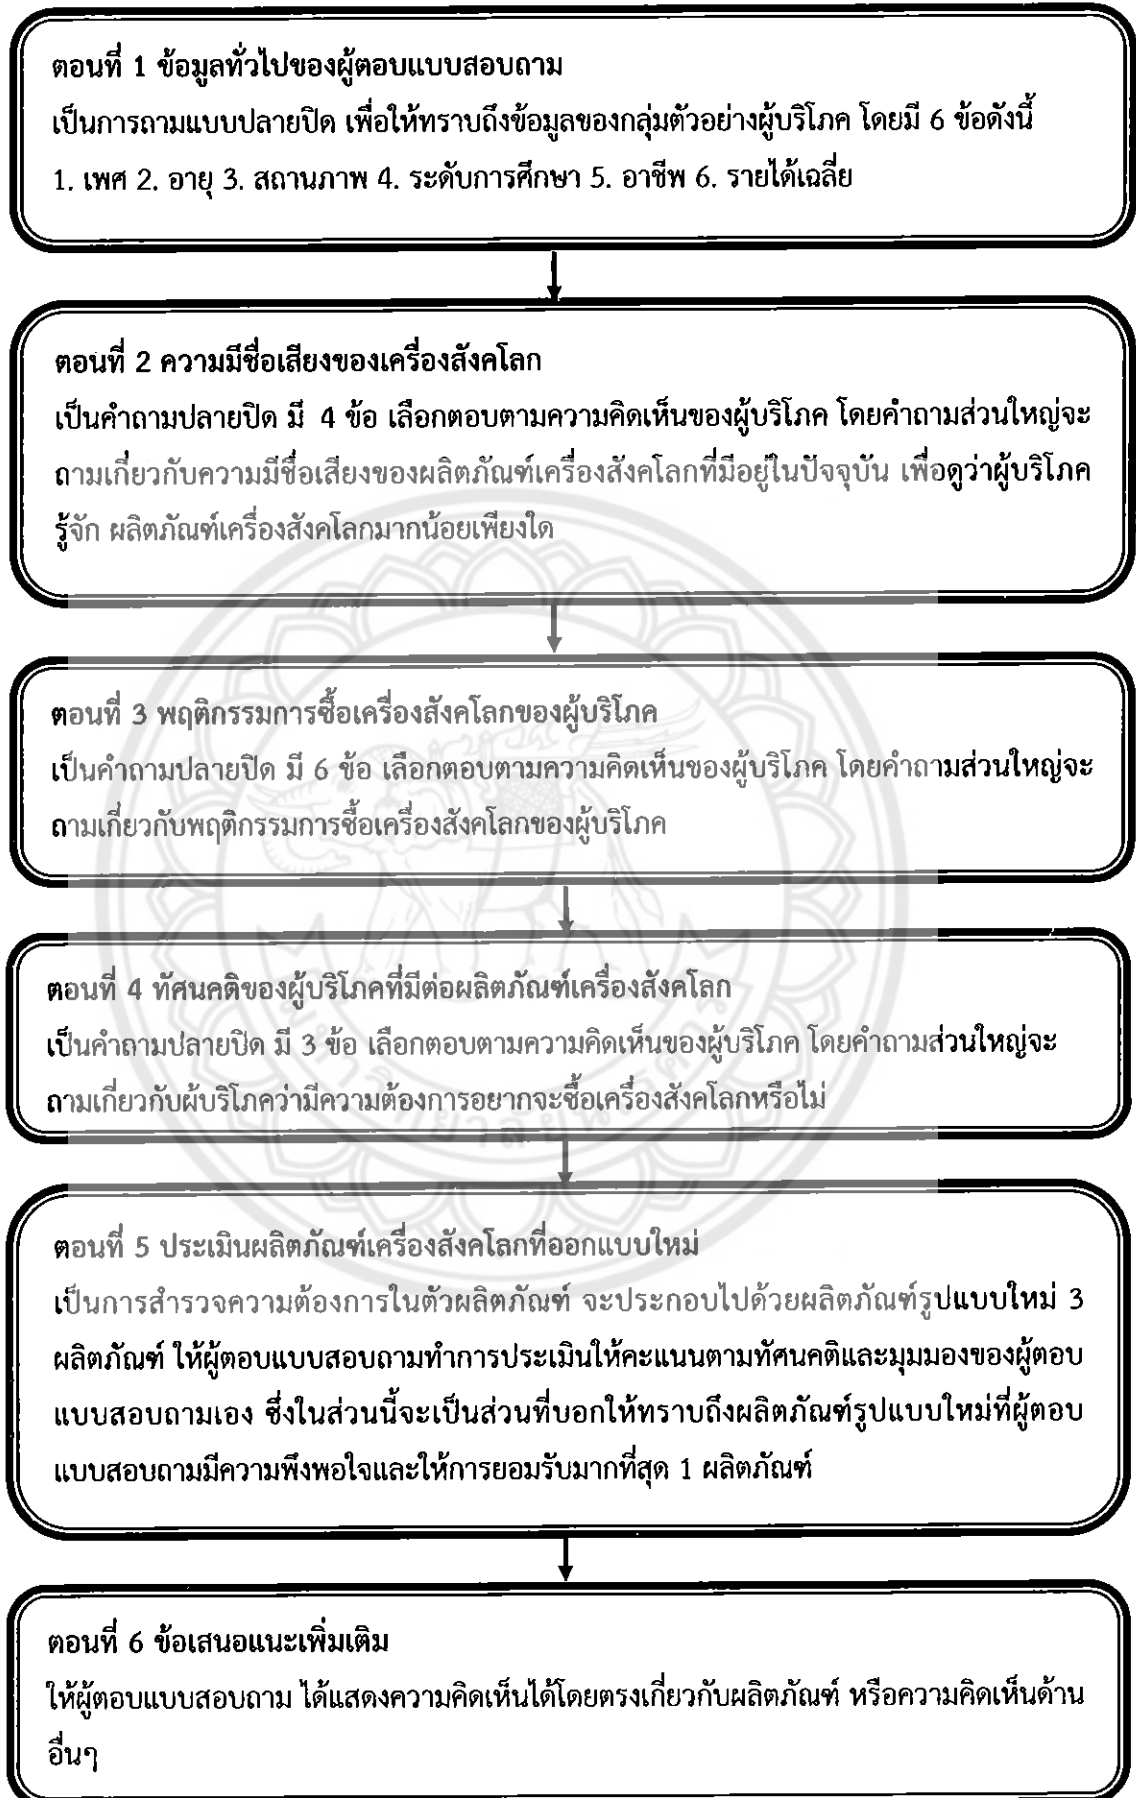 ตอนที่ 1 ข้อมูลทั่วไปของผู้ตอบแบบสอบถาม
เป็นการถามแบบปลายปิด เพื่อให้ทราบถึงข้อมูลของกลุ่มตัวอย่างผู้บริโภค โดยมี 6 ข้อดังนี้
1. เพศ 2. อายุ 3. สถานภาพ 4. ระดับการศึกษา 5. อาชีพ 6. รายได้เฉลี่ย
ตอนที่ 2 ความมีชื่อเสียงของเครื่องสังคโลก
เป็นคำถามปลายปิด มี 4 ข้อ เลือกตอบตามความคิดเห็นของผู้บริโภค โดยคำถามส่วนใหญ่จะ
ถามเกี่ยวกับความมีชื่อเสียงของผลิตภัณฑ์เครื่องสังคโลกที่มีอยู่ในปัจจุบัน เพื่อดูว่าผู้บริโภค
รู้จัก ผลิตภัณฑ์เครื่องสังคโลกมากน้อยเพียงใด
ตอนที่ 3 พฤติกรรมการซื้อเครื่องสังคโลกของผู้บริโภค
เป็นคำถามปลายปิด มี 6 ข้อ เลือกตอบตามความคิดเห็นของผู้บริโภค โดยคำถามส่วนใหญ่จะ
ถามเกี่ยวกับพฤติกรรมการซื้อเครื่องสังคโลกของผู้บริโภค
ตอนที่ 4 ทัศนคติของผู้บริโภคที่มีต่อผลิตภัณฑ์เครื่องสังคโลก
เป็นคำถามปลายปิด มี 3 ข้อ เลือกตอบตามความคิดเห็นของผู้บริโภค โดยคำถามส่วนใหญ่จะ
ถามเกี่ยวกับผ้บริโภคว่ามีความต้องการอยากจะซื้อเครื่องสังคโลกหรือไม่
ตอนที่ 5 ประเมินผลิตภัณฑ์เครื่องสังคโลกที่ออกแบบใหม่
เป็นการสำรวจความต้องการในตัวผลิตภัณฑ์ จะประกอบไปด้วยผลิตภัณฑ์รูปแบบใหม่ 3
ผลิตภัณฑ์ ให้ผู้ตอบแบบสอบถามทำการประเมินให้คะแนนตามทัศนคติและมุมมองของผู้ตอบ
แบบสอบถามเอง ซึ่งในส่วนนี้จะเป็นส่วนที่บอกให้ทราบถึงผลิตภัณฑ์รูปแบบใหม่ที่ผู้ตอบ
แบบสอบถามมีความพึงพอใจและให้การยอมรับมากที่สุด 1 ผลิตภัณฑ์
ตอนที่ 6 ข้อเสนอแนะเพิ่มเติม
ให้ผู้ตอบแบบสอบถาม ได้แสดงความคิดเห็นได้โดยตรงเกี่ยวกับผลิตภัณฑ์ หรือความคิดเห็นด้าน
อื่นๆ